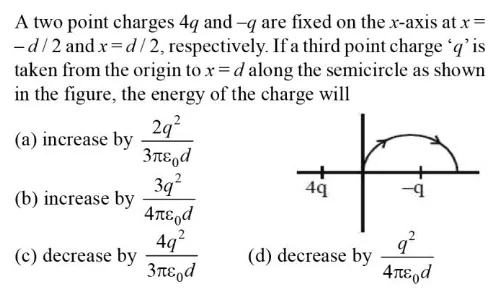 A two point charges 4q and –q are fixed on the x-axis at x =
– d / 2 and x = d / 2, respectively. If a third point charge ‘q’ is
taken from the origin to x = d along the semicircle as shown
in the figure, the energy of the charge will
(a) increase by 2q²/3πε₀d
(b) increase by 3q²/4πε₀d
4q –q
(c) decrease by 4q²/3πε₀d (d) decrease by q²/4πε₀d